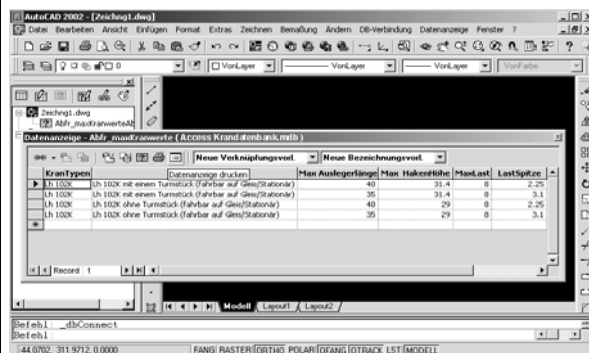 AutoCAD 2002 - [Zeichng1.dwg]
Datei Bearbeiten Ansicht Einfügen Format Extras Zeichnen Bemaßung Ändern DB-Verbindung Datenanzeige Fenster ?
0 VonLayer VonLayer VonLayer VonFarbe
Zeichng1.dwg
Abfr_maxKranwerteAb
Datenanzeige - Abfr_maxKranwerte ( Access Krandatenbank.mdb )
Neue Verknüpfungsvorl. Neue Bezeichnungsvorl.
KranTypen Datenanzeige drucken Max Auslegerlänge Max HakenHöhe MaxLast LastSpitze
Lh 102K Lh 102K mit einem Turmstück (fahrbar auf Gleis/Stationär) 40 31.4 8 2.25
Lh 102K Lh 102K mit einem Turmstück (fahrbar auf Gleis/Stationär) 35 31.4 8 3.1
Lh 102K Lh 102K ohne Turmstück (fahrbar auf Gleis/Stationär) 40 29 8 2.25
Lh 102K Lh 102K ohne Turmstück (fahrbar auf Gleis/Stationär) 35 29 8 3.1
Record 1
Modell Layout1 Layout2
Befehl: _dbConnect
Befehl:
-44.0702, 311.9712, 0.0000 FANG RASTER ORTHO POLAR OFANG OTRACK LST MODELL